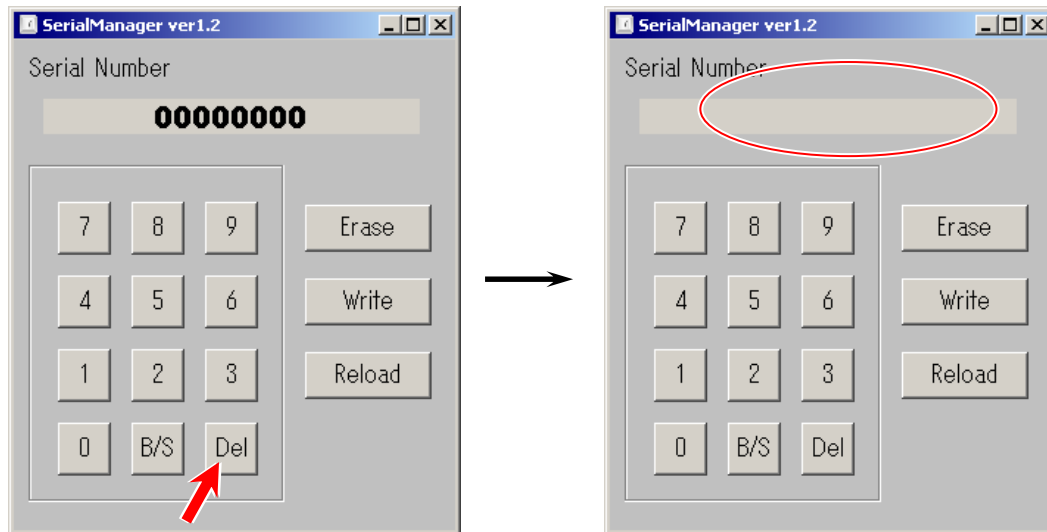 SerialManager ver1.2
Serial Number
00000000
7 8 9 Erase
4 5 6 Write
1 2 3 Reload
0 B/S Del
SerialManager ver1.2
Serial Number
7 8 9 Erase
4 5 6 Write
1 2 3 Reload
0 B/S Del